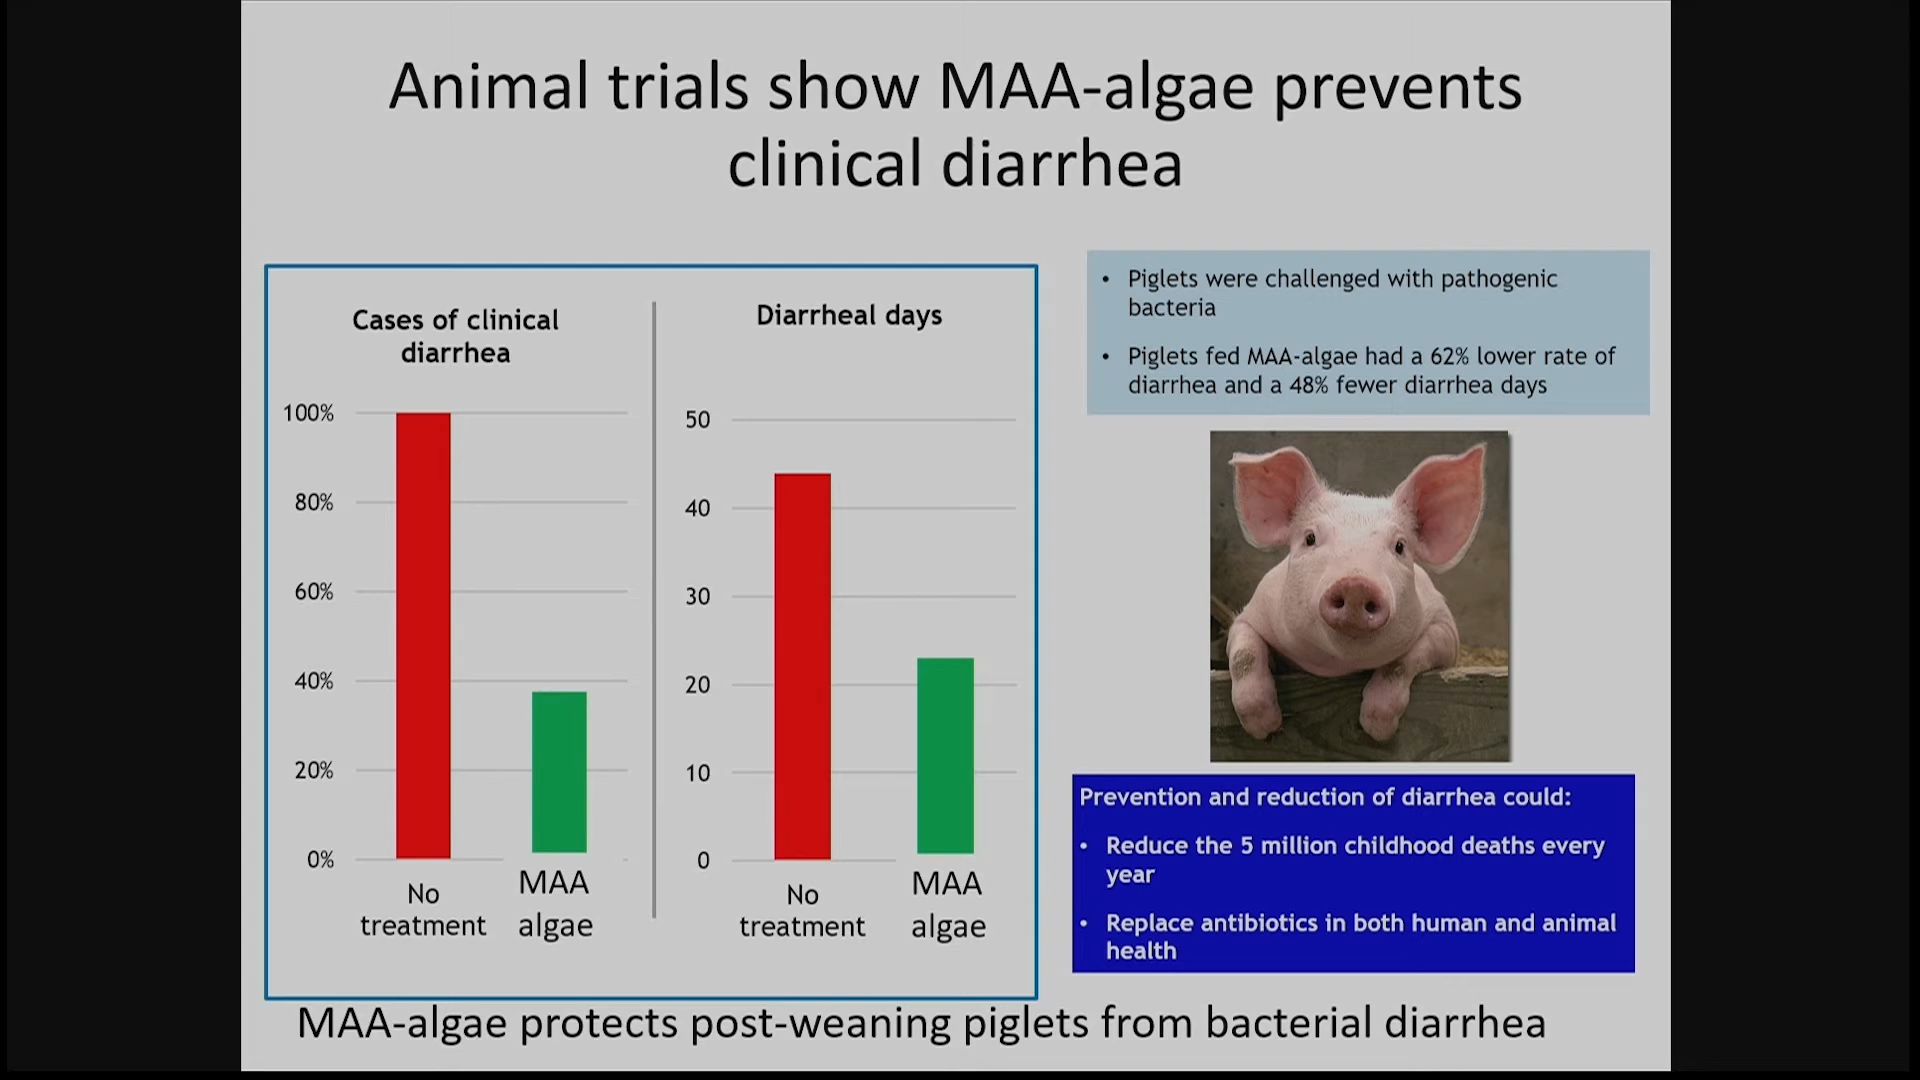 Animal trials show MAA-algae prevents
clinical diarrhea
Cases of clinical
diarrhea
100%
80%
60%
40%
20%
0%
No
treatment
MAA
algae
Diarrheal days
50
40
30
20
10
0
No
treatment
MAA
algae
• Piglets were challenged with pathogenic
bacteria
• Piglets fed MAA-algae had a 62% lower rate of
diarrhea and a 48% fewer diarrhea days
Prevention and reduction of diarrhea could:
• Reduce the 5 million childhood deaths every
year
• Replace antibiotics in both human and animal
health
MAA-algae protects post-weaning piglets from bacterial diarrhea